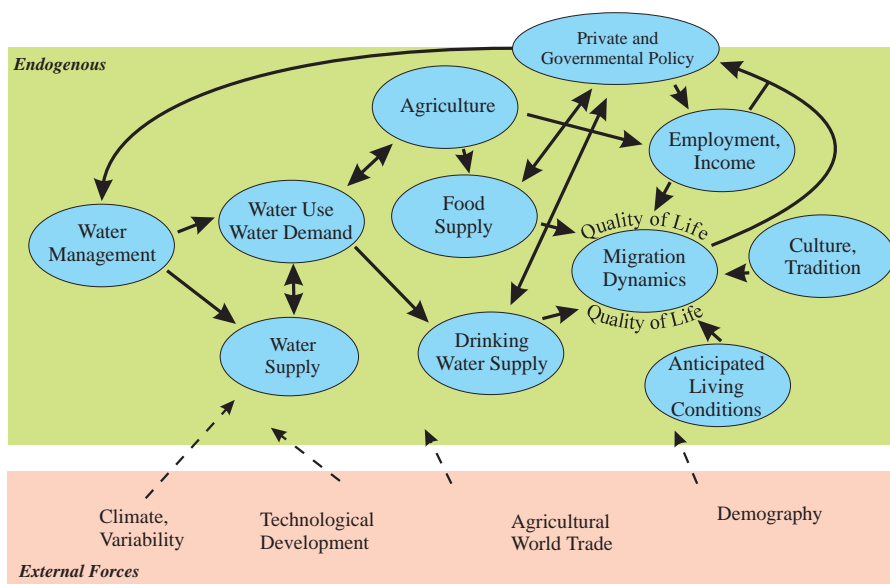 Endogenous
Private and
Governmental Policy
Agriculture
Employment,
Income
Water
Management
Water Use
Water Demand
Food
Supply
Quality of Life
Migration
Dynamics
Quality of Life
Culture,
Tradition
Water
Supply
Drinking
Water Supply
Anticipated
Living
Conditions
Climate,
Variability
Technological
Development
Agricultural
World Trade
Demography
External Forces